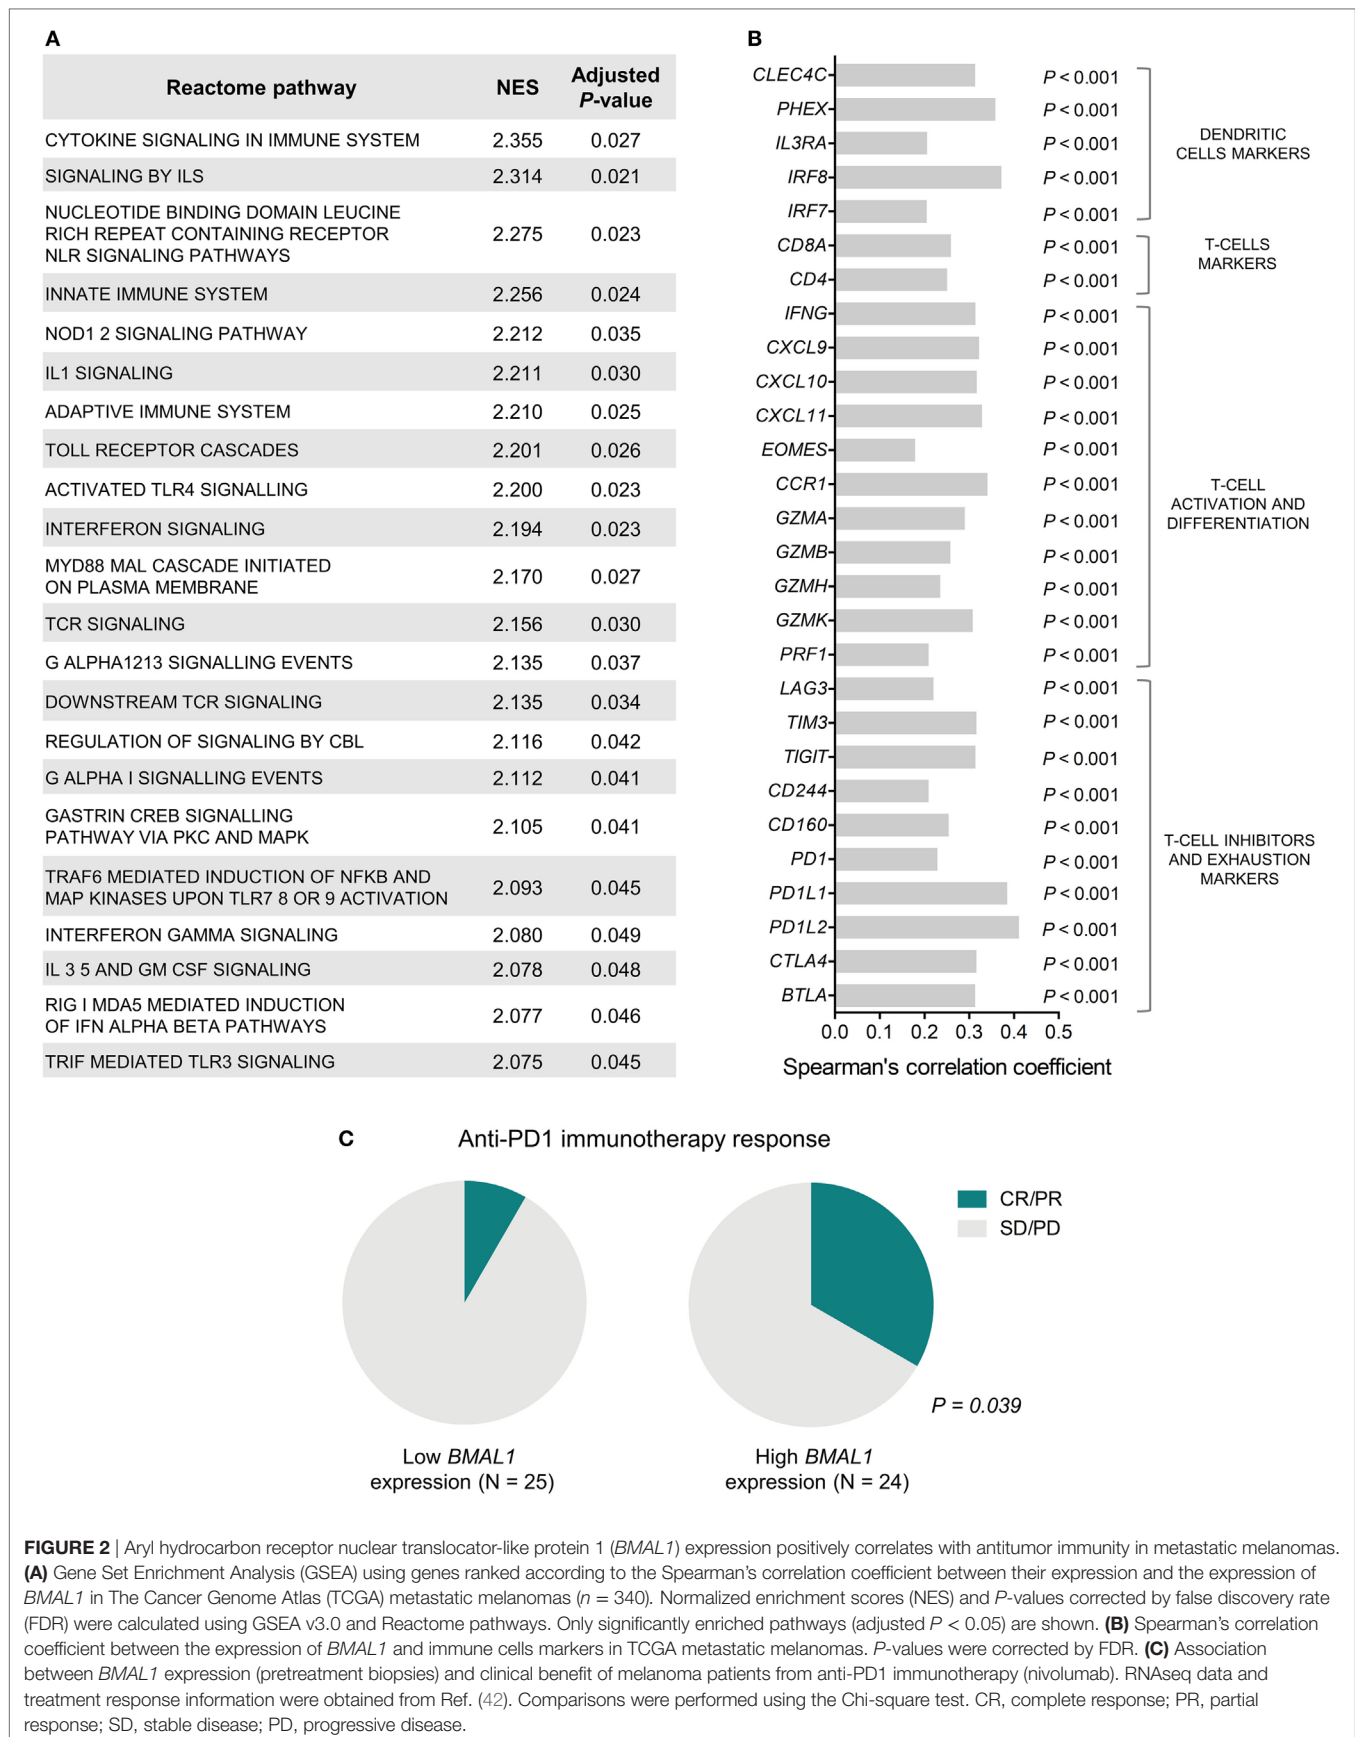 A
Reactome pathway NES Adjusted P-value
CYTOKINE SIGNALING IN IMMUNE SYSTEM 2.355 0.027
SIGNALING BY ILS 2.314 0.021
NUCLEOTIDE BINDING DOMAIN LEUCINE
RICH REPEAT CONTAINING RECEPTOR 2.275 0.023
NLR SIGNALING PATHWAYS
INNATE IMMUNE SYSTEM 2.256 0.024
NOD1 2 SIGNALING PATHWAY 2.212 0.035
IL1 SIGNALING 2.211 0.030
ADAPTIVE IMMUNE SYSTEM 2.210 0.025
TOLL RECEPTOR CASCADES 2.201 0.026
ACTIVATED TLR4 SIGNALLING 2.200 0.023
INTERFERON SIGNALING 2.194 0.023
MYD88 MAL CASCADE INITIATED
ON PLASMA MEMBRANE 2.170 0.027
TCR SIGNALING 2.156 0.030
G ALPHA1213 SIGNALLING EVENTS 2.135 0.037
DOWNSTREAM TCR SIGNALING 2.135 0.034
REGULATION OF SIGNALING BY CBL 2.116 0.042
G ALPHA I SIGNALLING EVENTS 2.112 0.041
GASTRIN CREB SIGNALLING
PATHWAY VIA PKC AND MAPK 2.105 0.041
TRAF6 MEDIATED INDUCTION OF NFKB AND
MAP KINASES UPON TLR7 8 OR 9 ACTIVATION 2.093 0.045
INTERFERON GAMMA SIGNALING 2.080 0.049
IL 3 5 AND GM CSF SIGNALING 2.078 0.048
RIG I MDA5 MEDIATED INDUCTION
OF IFN ALPHA BETA PATHWAYS 2.077 0.046
TRIF MEDIATED TLR3 SIGNALING 2.075 0.045
B
CLEC4C P < 0.001
PHEX P < 0.001
IL3RA P < 0.001
IRF8 P < 0.001
IRF7 P < 0.001
DENDRITIC
CELLS MARKERS
CD8A P < 0.001
CD4 P < 0.001
T-CELLS
MARKERS
IFNG P < 0.001
CXCL9 P < 0.001
CXCL10 P < 0.001
CXCL11 P < 0.001
EOMES P < 0.001
CCR1 P < 0.001
GZMA P < 0.001
GZMB P < 0.001
GZMH P < 0.001
GZMK P < 0.001
PRF1 P < 0.001
T-CELL
ACTIVATION AND
DIFFERENTIATION
LAG3 P < 0.001
TIM3 P < 0.001
TIGIT P < 0.001
CD244 P < 0.001
CD160 P < 0.001
PD1 P < 0.001
PD1L1 P < 0.001
PD1L2 P < 0.001
CTLA4 P < 0.001
BTLA P < 0.001
T-CELL INHIBITORS
AND EXHAUSTION
MARKERS
0.0 0.1 0.2 0.3 0.4 0.5
Spearman's correlation coefficient
C
Anti-PD1 immunotherapy response
CR/PR
SD/PD
P = 0.039
Low BMAL1
expression (N = 25)
High BMAL1
expression (N = 24)
FIGURE 2 | Aryl hydrocarbon receptor nuclear translocator-like protein 1 (BMAL1) expression positively correlates with antitumor immunity in metastatic melanomas.
(A) Gene Set Enrichment Analysis (GSEA) using genes ranked according to the Spearman's correlation coefficient between their expression and the expression of
BMAL1 in The Cancer Genome Atlas (TCGA) metastatic melanomas (n = 340). Normalized enrichment scores (NES) and P-values corrected by false discovery rate
(FDR) were calculated using GSEA v3.0 and Reactome pathways. Only significantly enriched pathways (adjusted P < 0.05) are shown. (B) Spearman's correlation
coefficient between the expression of BMAL1 and immune cells markers in TCGA metastatic melanomas. P-values were corrected by FDR. (C) Association
between BMAL1 expression (pretreatment biopsies) and clinical benefit of melanoma patients from anti-PD1 immunotherapy (nivolumab). RNAseq data and
treatment response information were obtained from Ref. (42). Comparisons were performed using the Chi-square test. CR, complete response; PR, partial
response; SD, stable disease; PD, progressive disease.